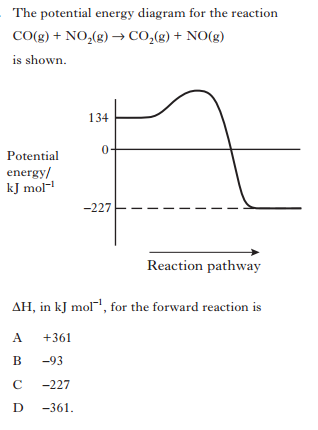 The potential energy diagram for the reaction
CO(g) + NO₂(g) → CO₂(g) + NO(g)
is shown.
134
0
Potential
energy/
kJ mol⁻¹
−227
Reaction pathway
ΔH, in kJ mol⁻¹, for the forward reaction is
A +361
B −93
C −227
D −361.